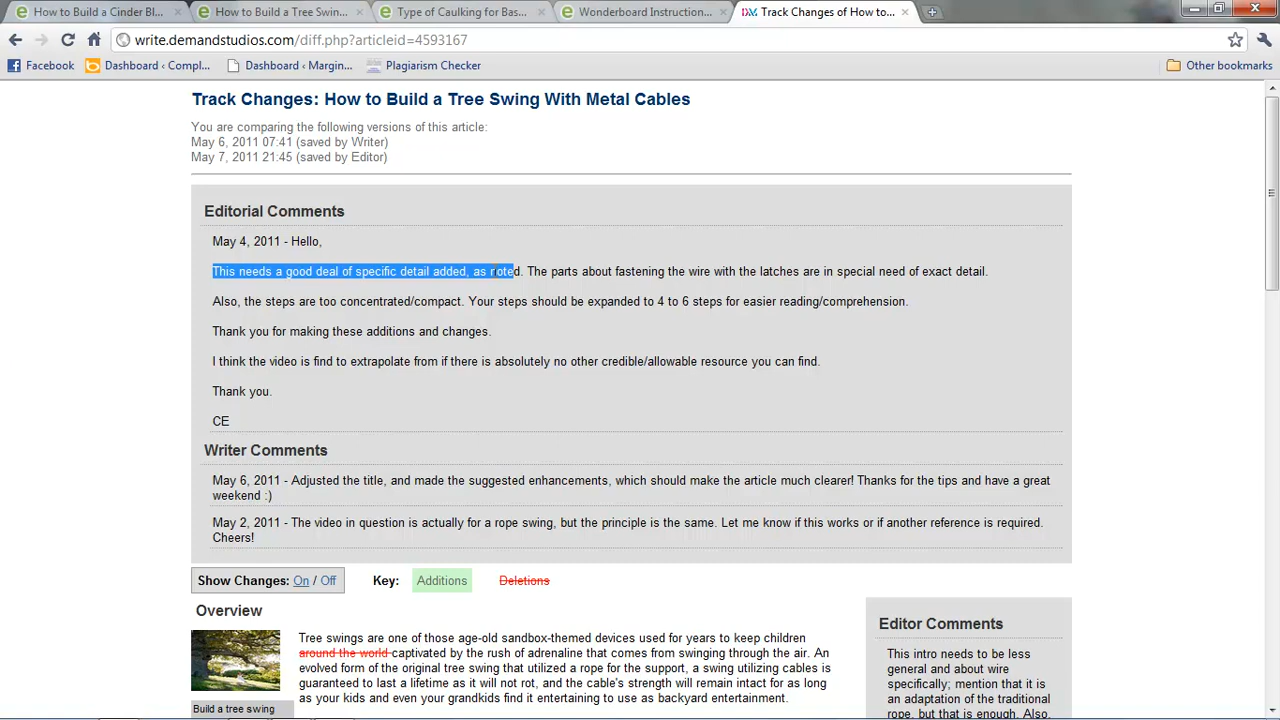 How to Build a Cinder Bl...
How to Build a Tree Swin...
Type of Caulking for Bas...
Wonderboard Instruction...
Track Changes of How to...
write.demandstudios.com/diff.php?articleid=4593167
Facebook
Dashboard ‹ Compl...
Dashboard ‹ Margin...
Plagiarism Checker
Other bookmarks
Track Changes: How to Build a Tree Swing With Metal Cables
You are comparing the following versions of this article:
May 6, 2011 07:41 (saved by Writer)
May 7, 2011 21:45 (saved by Editor)
Editorial Comments
May 4, 2011 - Hello,
This needs a good deal of specific detail added, as noted. The parts about fastening the wire with the latches are in special need of exact detail.
Also, the steps are too concentrated/compact. Your steps should be expanded to 4 to 6 steps for easier reading/comprehension.
Thank you for making these additions and changes.
I think the video is find to extrapolate from if there is absolutely no other credible/allowable resource you can find.
Thank you.
CE
Writer Comments
May 6, 2011 - Adjusted the title, and made the suggested enhancements, which should make the article much clearer! Thanks for the tips and have a great
weekend :)
May 2, 2011 - The video in question is actually for a rope swing, but the principle is the same. Let me know if this works or if another reference is required.
Cheers!
Show Changes: On / Off Key: Additions Deletions
Overview
Tree swings are one of those age-old sandbox-themed devices used for years to keep children
around the world captivated by the rush of adrenaline that comes from swinging through the air. An
evolved form of the original tree swing that utilized a rope for the support, a swing utilizing cables is
guaranteed to last a lifetime as it will not rot, and the cable's strength will remain intact for as long
as your kids and even your grandkids find it entertaining to use as backyard entertainment.
Build a tree swing
Editor Comments
This intro needs to be less
general and about wire
specifically; mention that it is
an adaptation of the traditional
rope, but that is enough. Also,